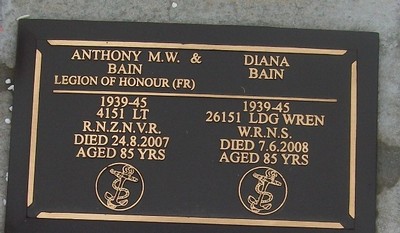 ANTHONY M.W. &
BAIN
LEGION OF HONOUR (FR)
1939-45
4151 LT
R.N.Z.N.V.R.
DIED 24.8.2007
AGED 85 YRS
DIANA
BAIN
1939-45
26151 LDG WREN
W.R.N.S.
DIED 7.6.2008
AGED 85 YRS